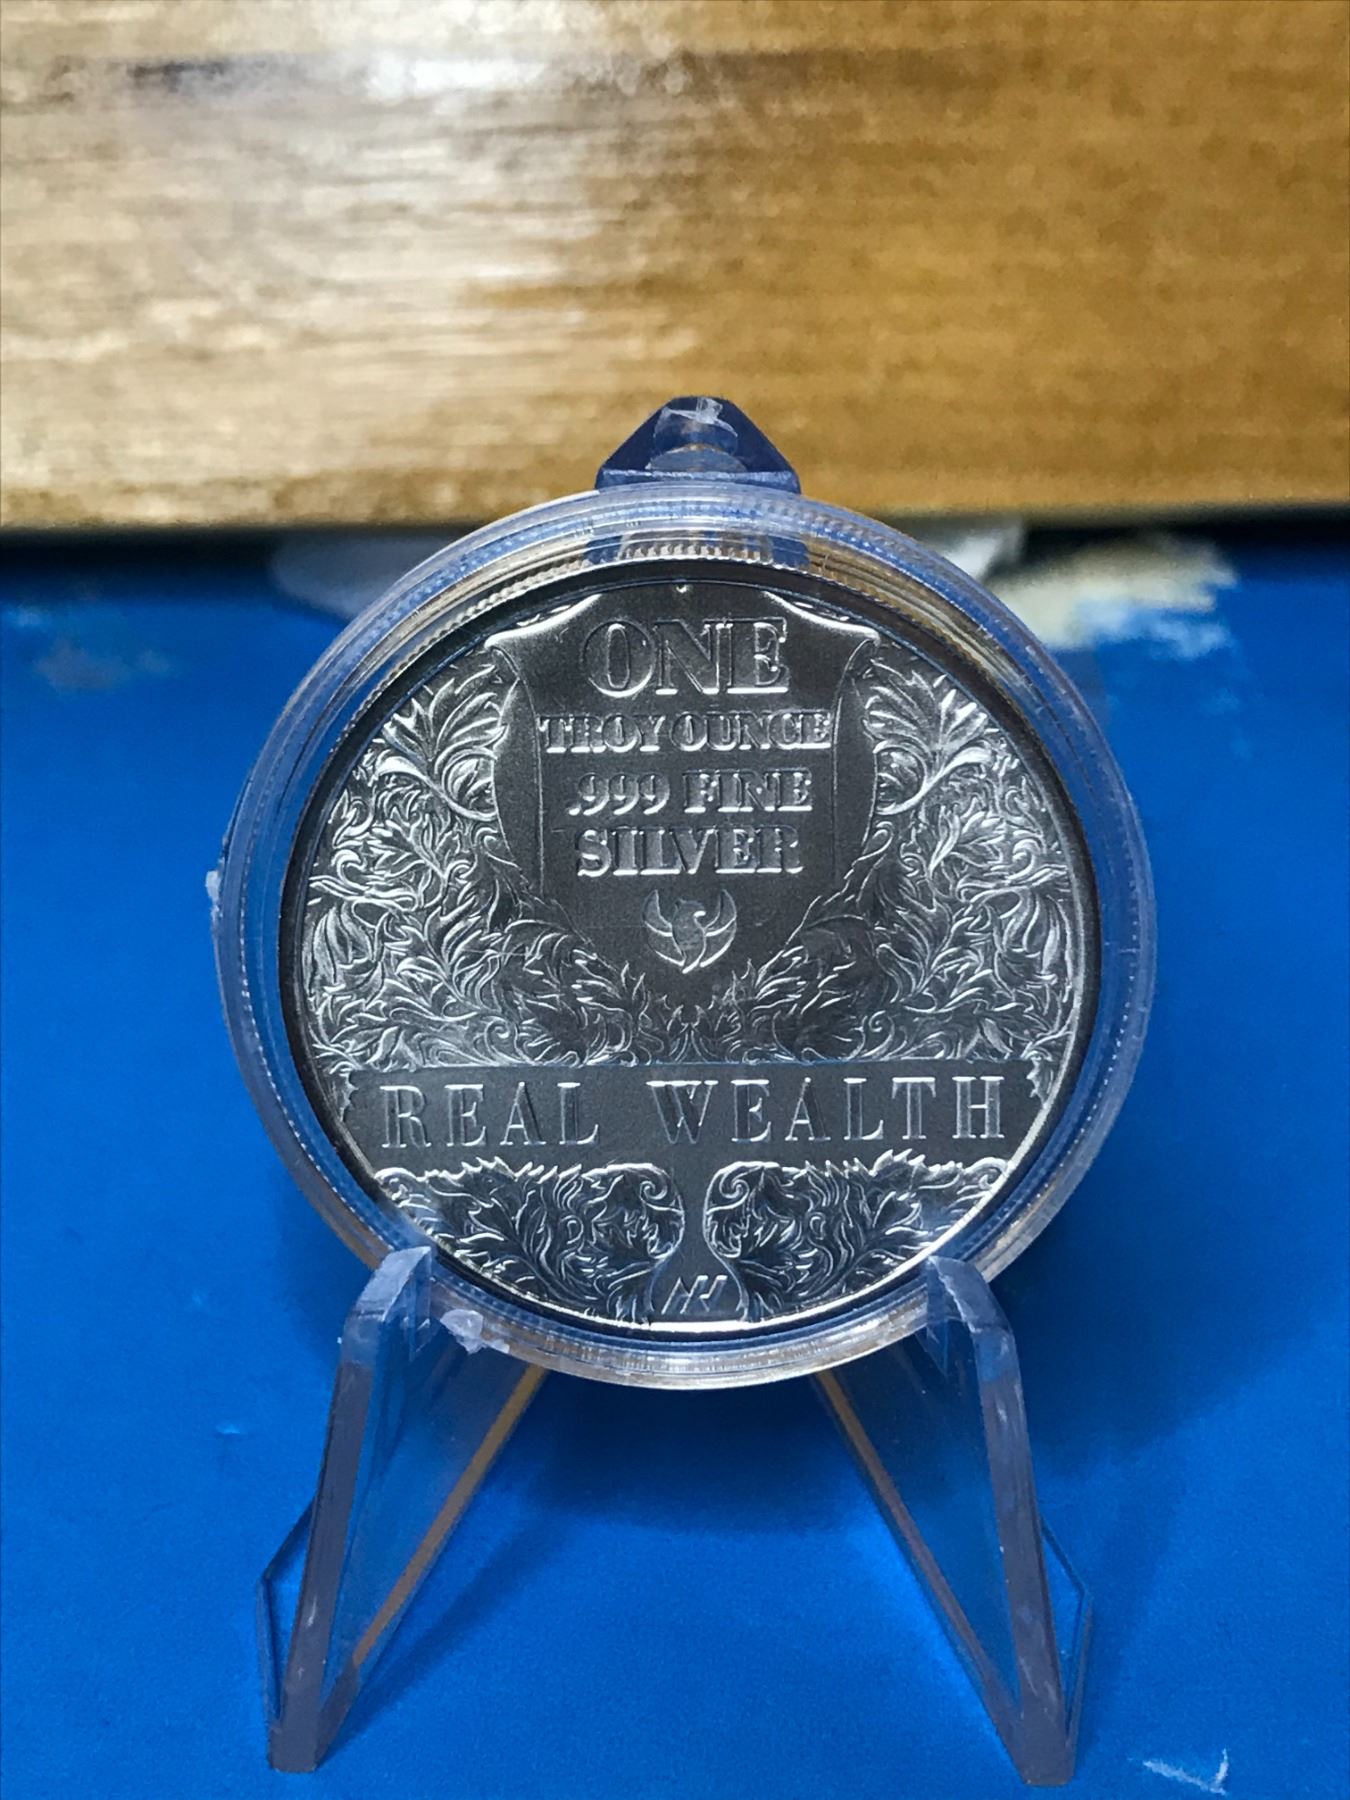 ONE
TROY OUNCE
.999 FINE
SILVER
REAL WEALTH